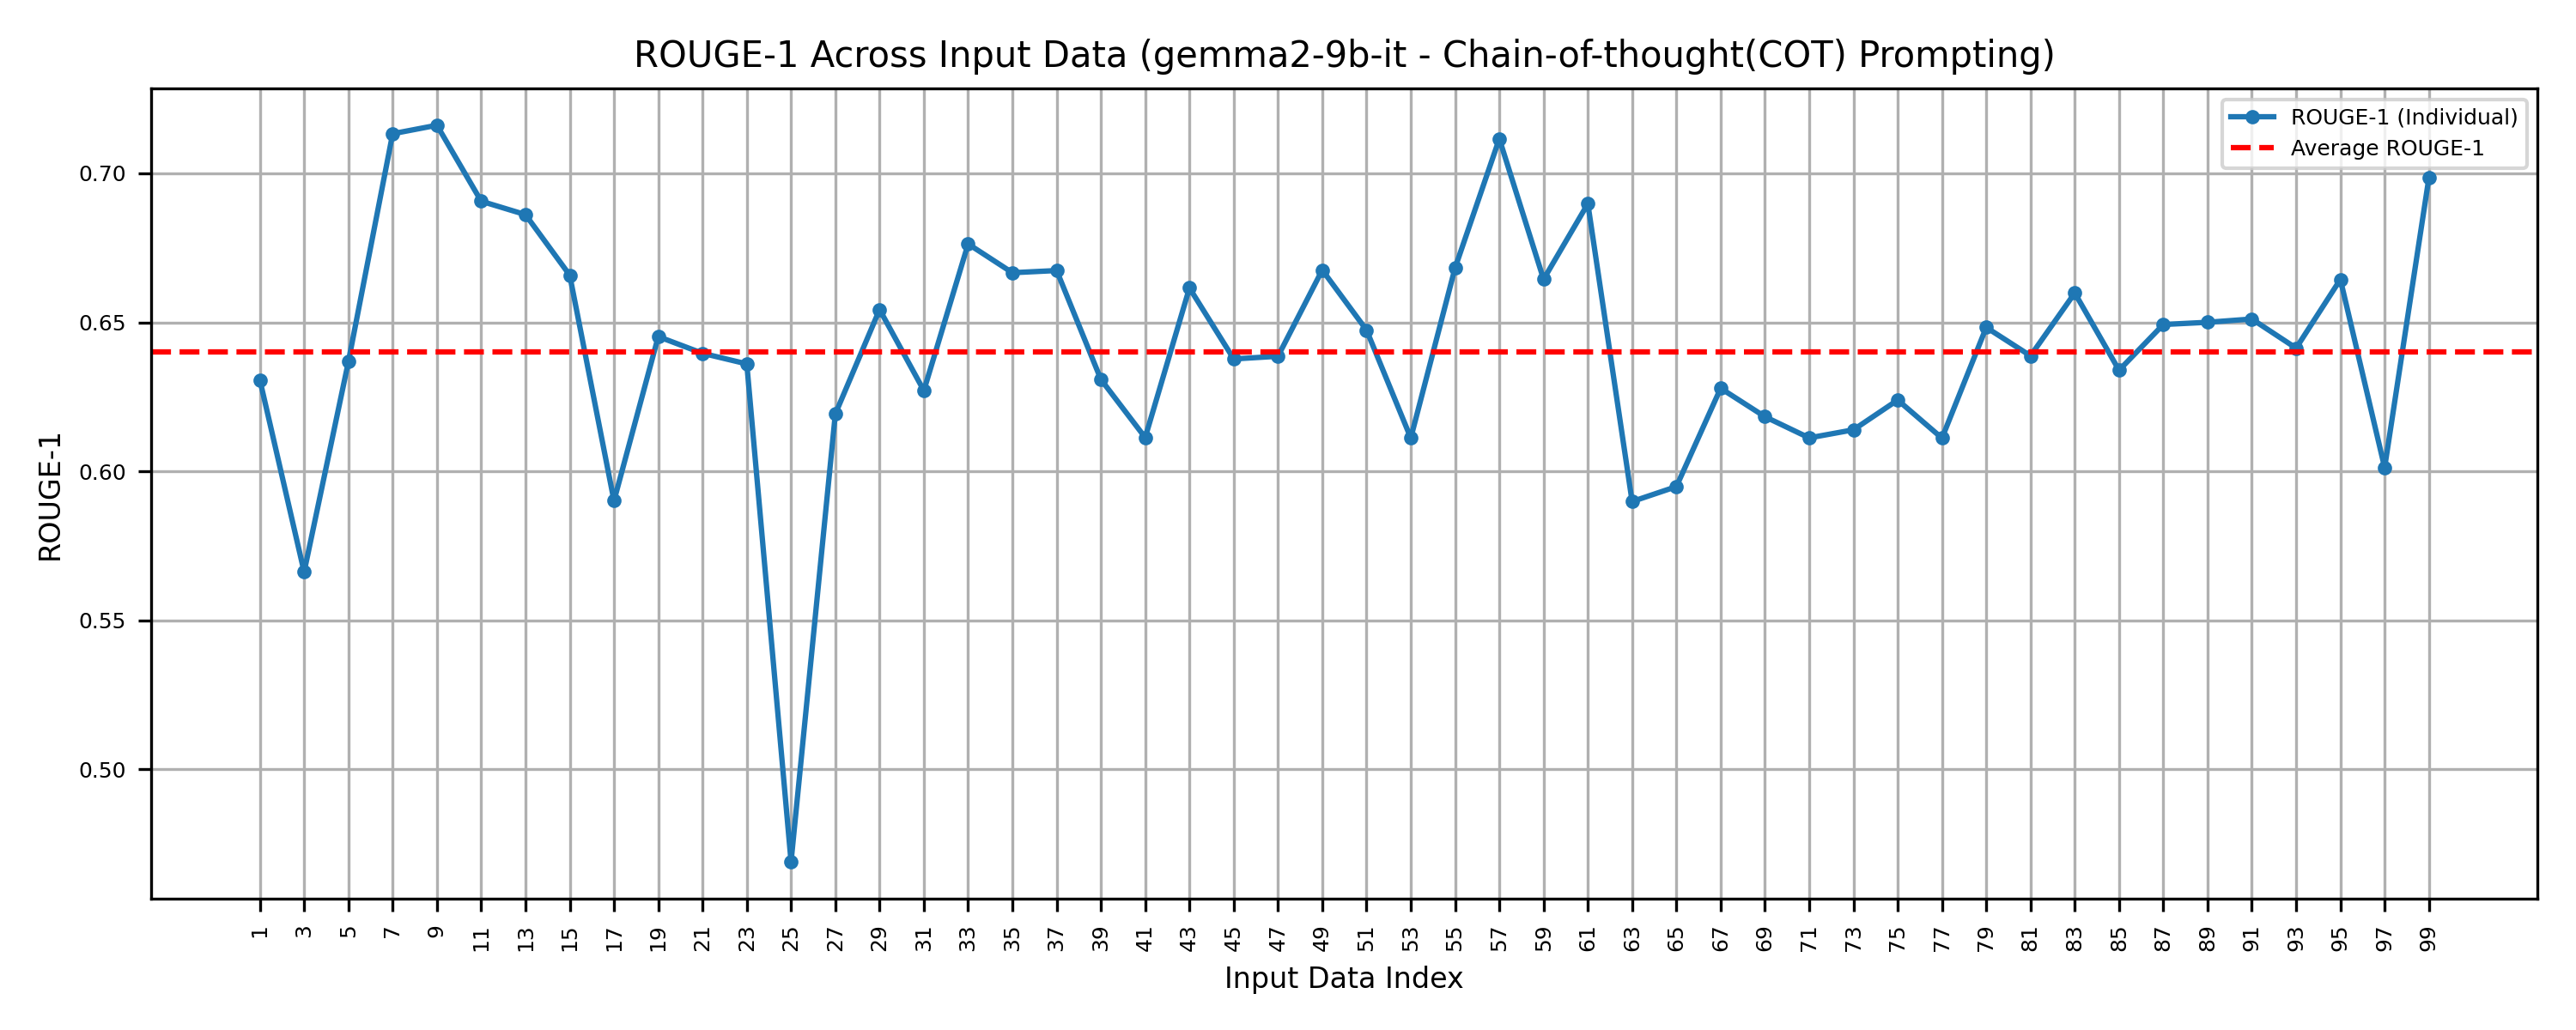 ROUGE-1 Across Input Data (gemma2-9b-it - Chain-of-thought(COT) Prompting)
ROUGE-1 (Individual)
Average ROUGE-1
ROUGE-1
0.70
0.65
0.60
0.55
0.50
1 3 5 7 9 11 13 15 17 19 21 23 25 27 29 31 33 35 37 39 41 43 45 47 49 51 53 55 57 59 61 63 65 67 69 71 73 75 77 79 81 83 85 87 89 91 93 95 97 99
Input Data Index